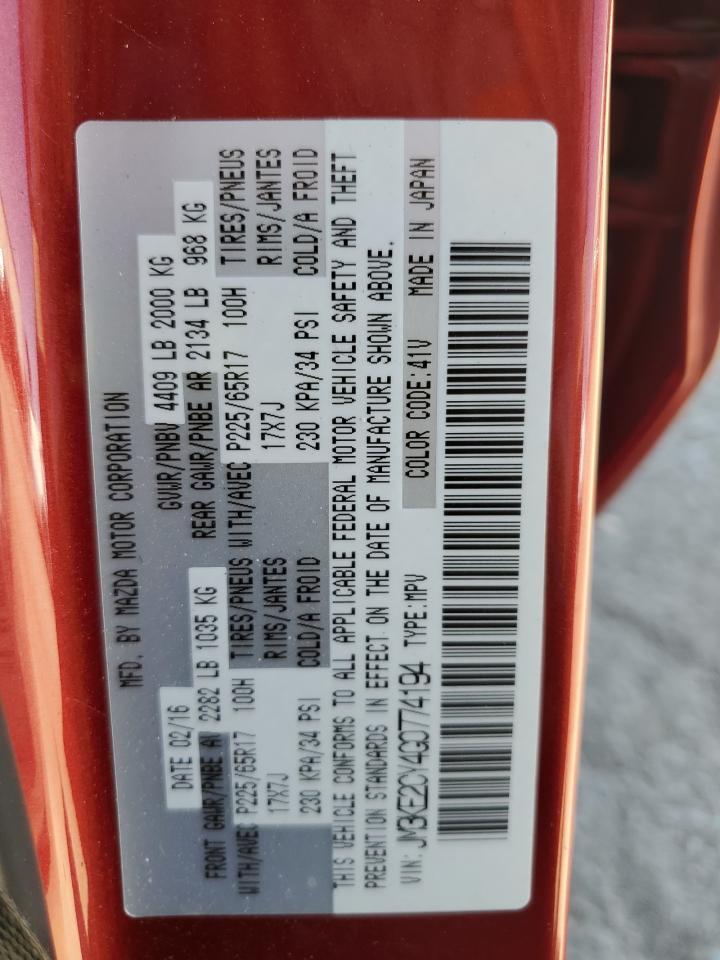 MFD. BY MAZDA MOTOR CORPORATION
DATE 02/16 GVWR/PNBV 4409 LB 2000 KG
FRONT GAWR/PNBE AV 2282 LB 1035 KG REAR GAWR/PNBE AR 2134 LB 968 KG
WITH/AVEC P225/65R17 100H TIRES/PNEUS WITH/AVEC P225/65R17 100H TIRES/PNEUS
17X7J RIMS/JANTES 17X7J RIMS/JANTES
230 KPA/34 PSI COLD/A FROID 230 KPA/34 PSI COLD/A FROID
THIS VEHICLE CONFORMS TO ALL APPLICABLE FEDERAL MOTOR VEHICLE SAFETY AND THEFT
PREVENTION STANDARDS IN EFFECT ON THE DATE OF MANUFACTURE SHOWN ABOVE.
VIN: JM3KE2CY4G0774194 TYPE:MPV COLOR CODE:41V MADE IN JAPAN